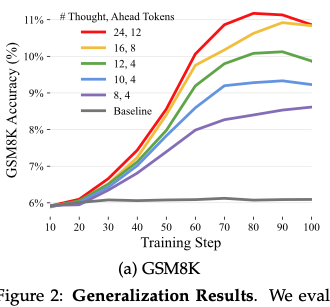 # Thought, Ahead Tokens
24, 12
16, 8
12, 4
10, 4
8, 4
Baseline
GSM8K Accuracy (%)
11%
10%
9%
8%
7%
6%
10 20 30 40 50 60 70 80 90 100
Training Step
(a) GSM8K
Figure 2: Generalization Results. We eval